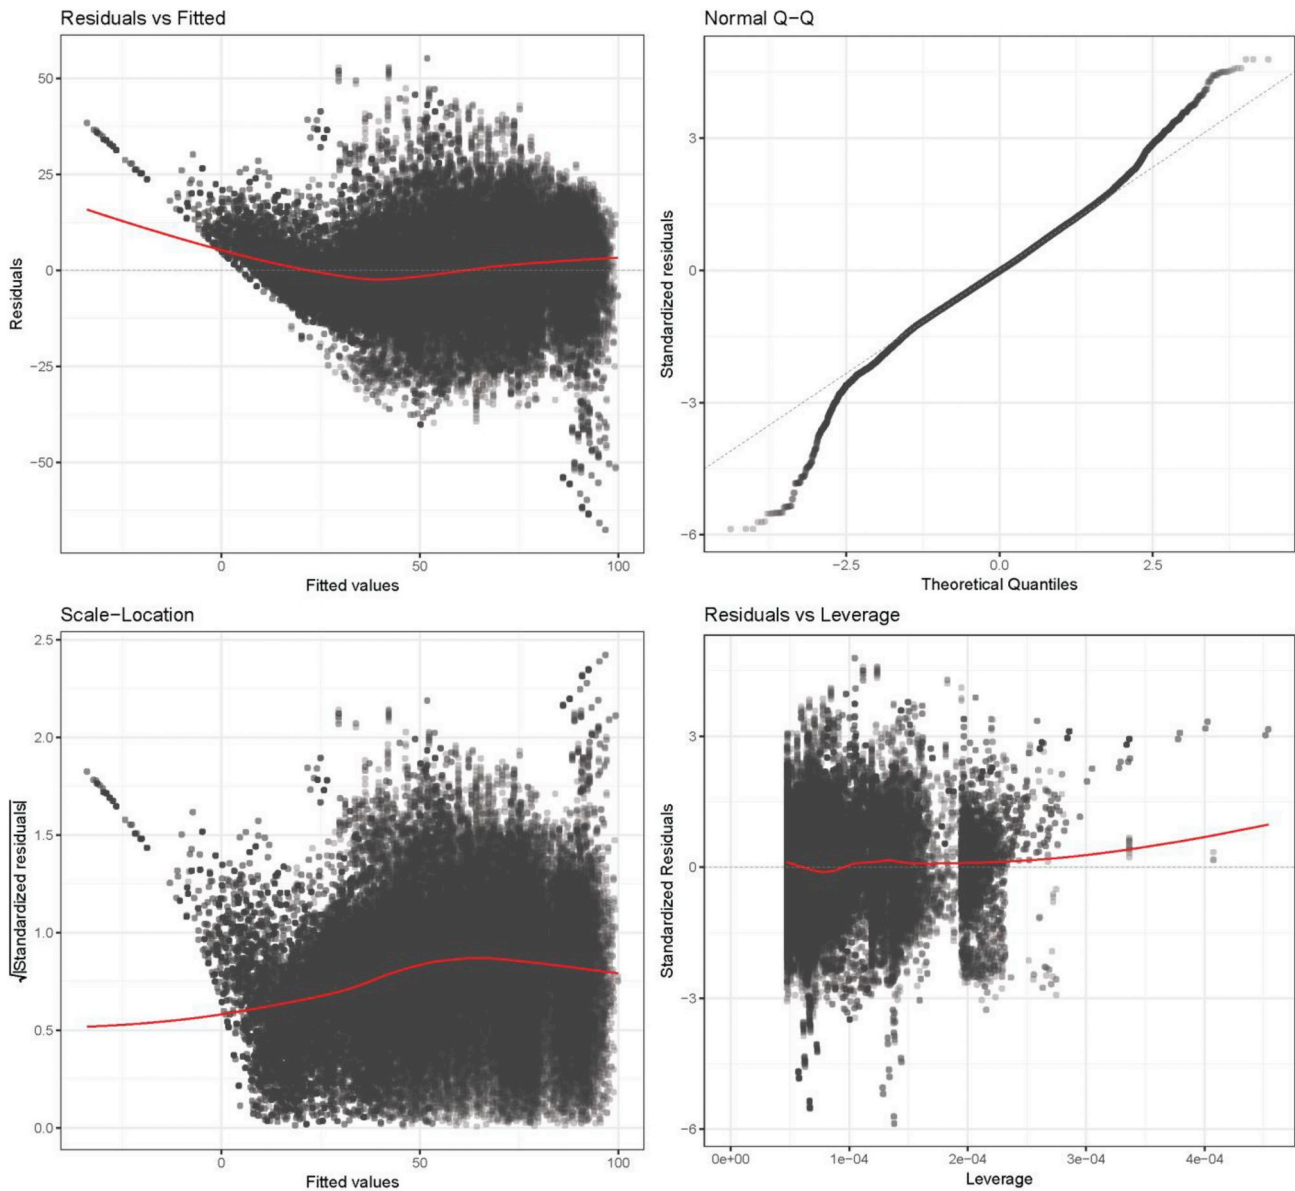 Residuals vs Fitted
50
25
0
−25
−50
Residuals
0
50
100
Fitted values
Normal Q−Q
3
0
−3
−6
Standardized residuals
−2.5
0.0
2.5
Theoretical Quantiles
Scale−Location
2.5
2.0
1.5
1.0
0.5
0.0
√|Standardized residuals|
0
50
100
Fitted values
Residuals vs Leverage
3
0
−3
−6
Standardized Residuals
0e+00
1e−04
2e−04
3e−04
4e−04
Leverage